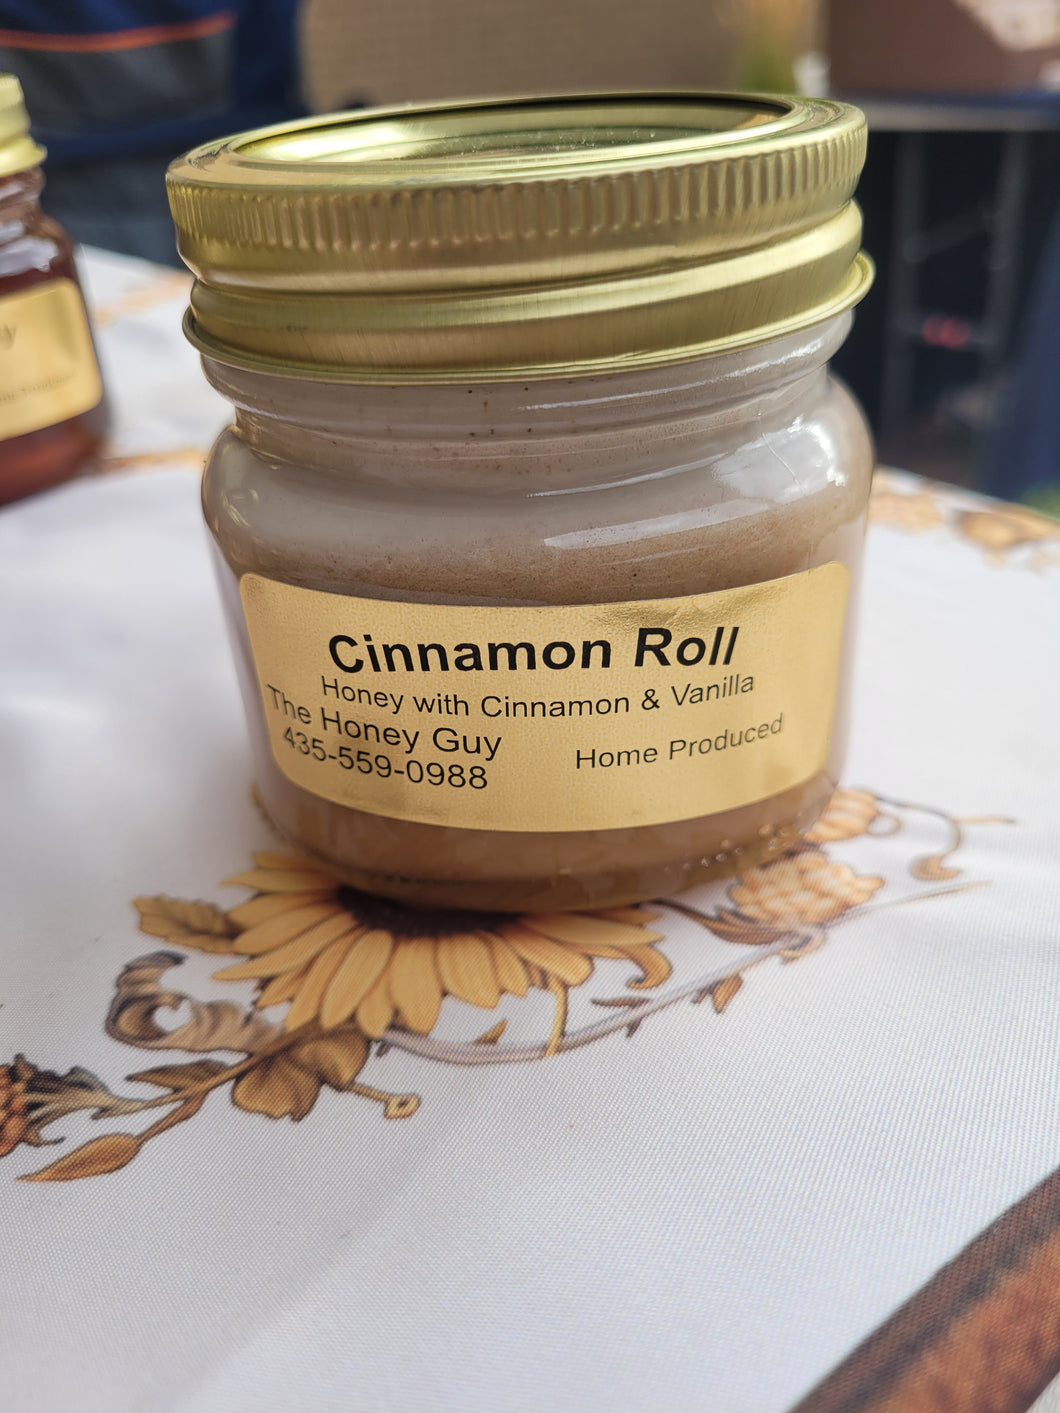 Cinnamon Roll
Honey with Cinnamon & Vanilla
The Honey Guy
435-559-0988
Home Produced